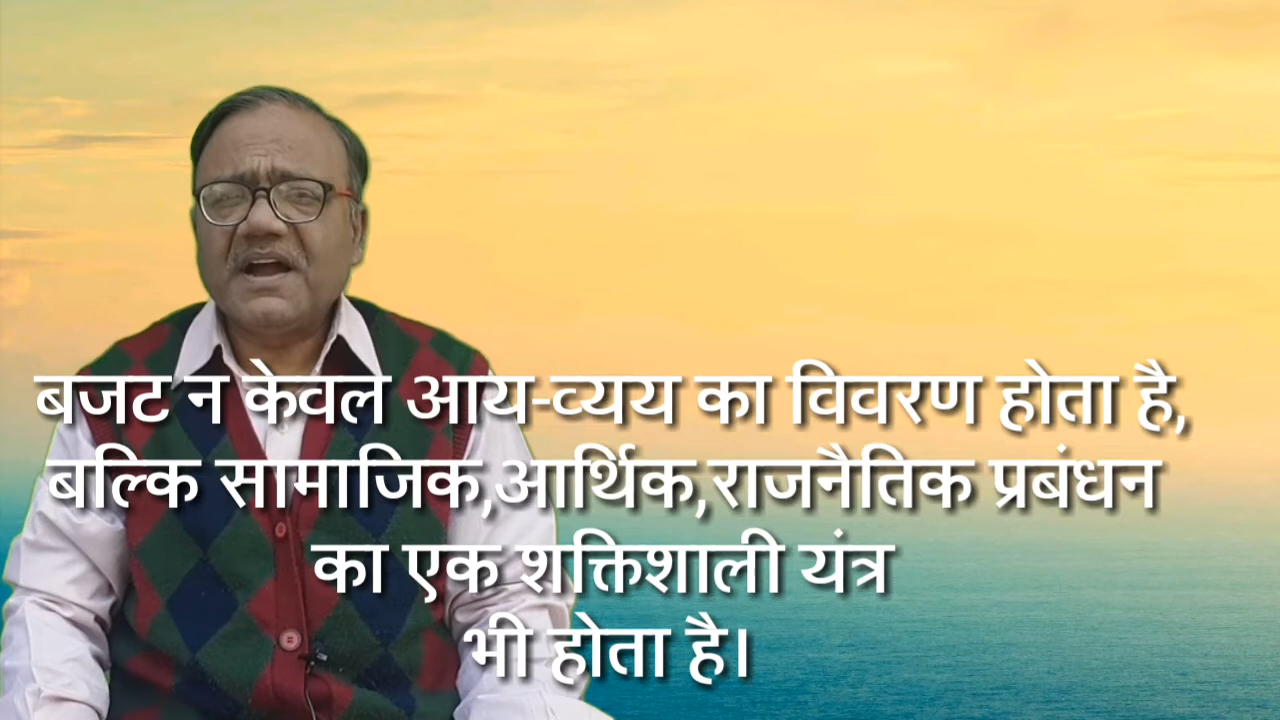 बजट न केवल आय-व्यय का विवरण होता है,
बल्कि सामाजिक,आर्थिक,राजनैतिक प्रबंधन
का एक शक्तिशाली यंत्र
भी होता है।